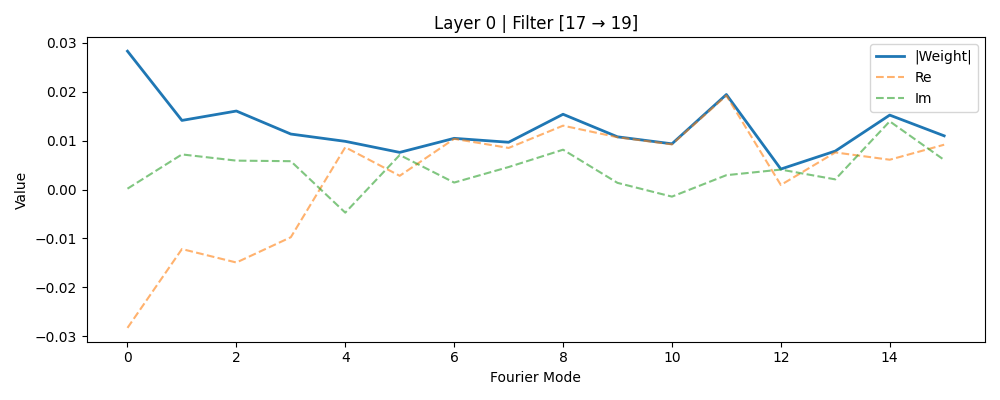 Layer 0 | Filter [17 → 19]
0.03
0.02
0.01
0.00
−0.01
−0.02
−0.03
Value
|Weight|
Re
Im
0 2 4 6 8 10 12 14
Fourier Mode